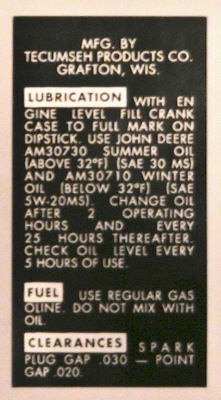 MFG. BY
TECUMSEH PRODUCTS CO.
GRAFTON, WIS.
LUBRICATION WITH EN
GINE LEVEL FILL CRANK
CASE TO FULL MARK ON
DIPSTICK. USE JOHN DEERE
AM30730 SUMMER OIL
(ABOVE 32°F) (SAE 30 MS)
AND AM30710 WINTER
OIL (BELOW 32°F) (SAE
5W-20MS). CHANGE OIL
AFTER 2 OPERATING
HOURS AND EVERY
25 HOURS THEREAFTER.
CHECK OIL LEVEL EVERY
5 HOURS OF USE.
FUEL USE REGULAR GAS
OLINE. DO NOT MIX WITH
OIL.
CLEARANCES SPARK
PLUG GAP .030 — POINT
GAP .020.